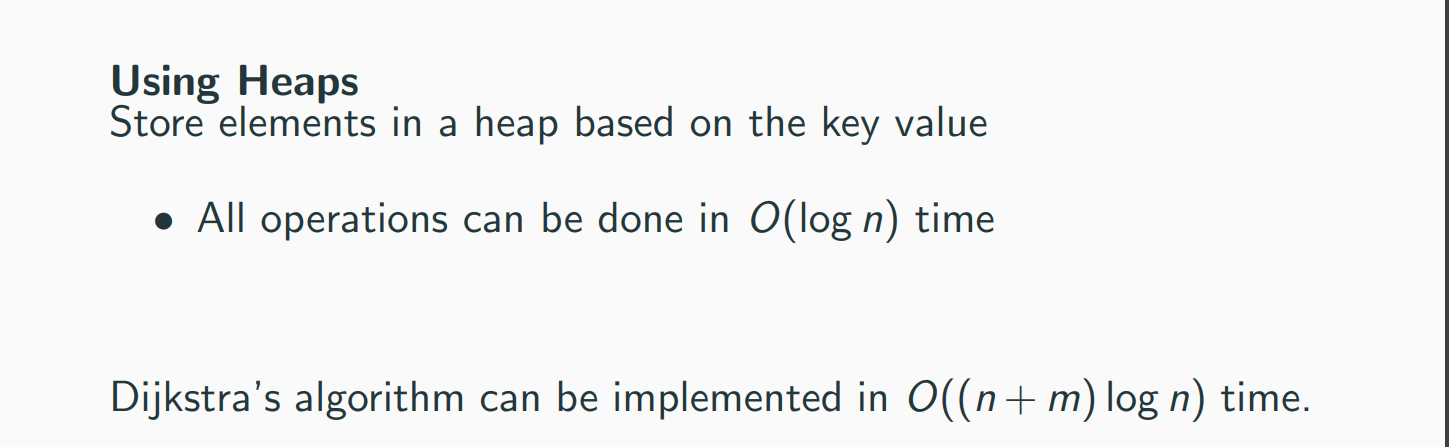 Using Heaps
Store elements in a heap based on the key value
• All operations can be done in O(log n) time
Dijkstra's algorithm can be implemented in O((n + m) log n) time.